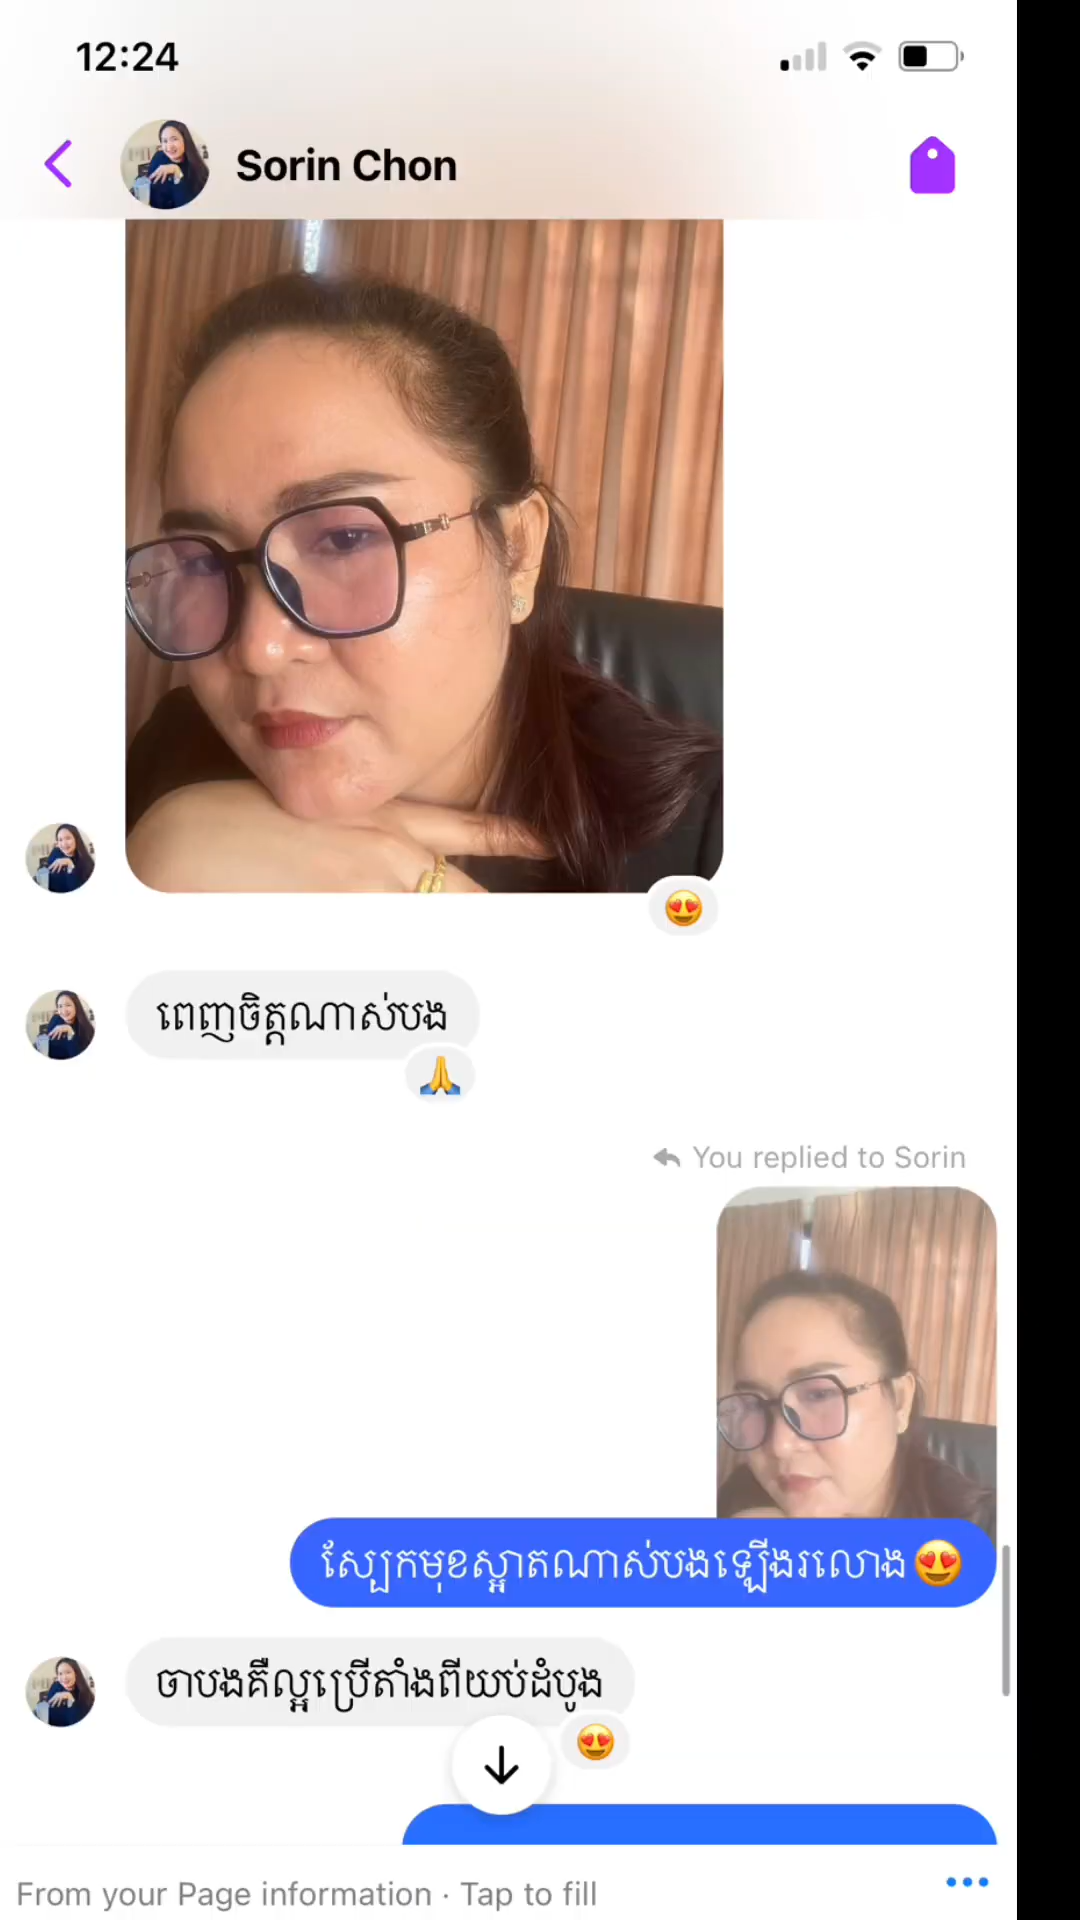 12:24
Sorin Chon
ពេញចិត្តណាស់បង
You replied to Sorin
ស្បែកមុខស្អាតណាស់បងឡើងរលោង😍
ចាបងគឺល្អប្រើតាំងពីយប់ដំបូង
From your Page information · Tap to fill